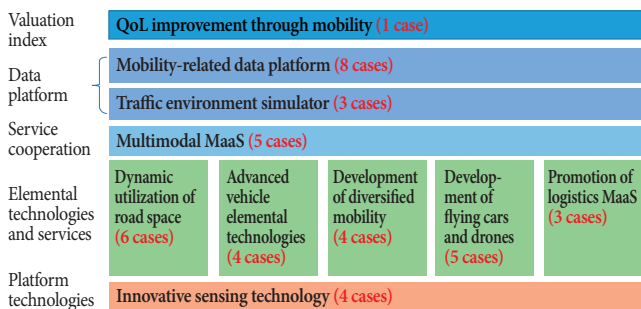 Valuation
index
QoL improvement through mobility (1 case)
Data
platform
Mobility-related data platform (8 cases)
Traffic environment simulator (3 cases)
Service
cooperation
Multimodal MaaS (5 cases)
Elemental
technologies
and services
Dynamic
utilization of
road space
(6 cases)
Advanced
vehicle
elemental
technologies
(4 cases)
Development
of diversified
mobility
(4 cases)
Develop-
ment of
flying cars
and drones
(5 cases)
Promotion of
logistics MaaS
(3 cases)
Platform
technologies
Innovative sensing technology (4 cases)